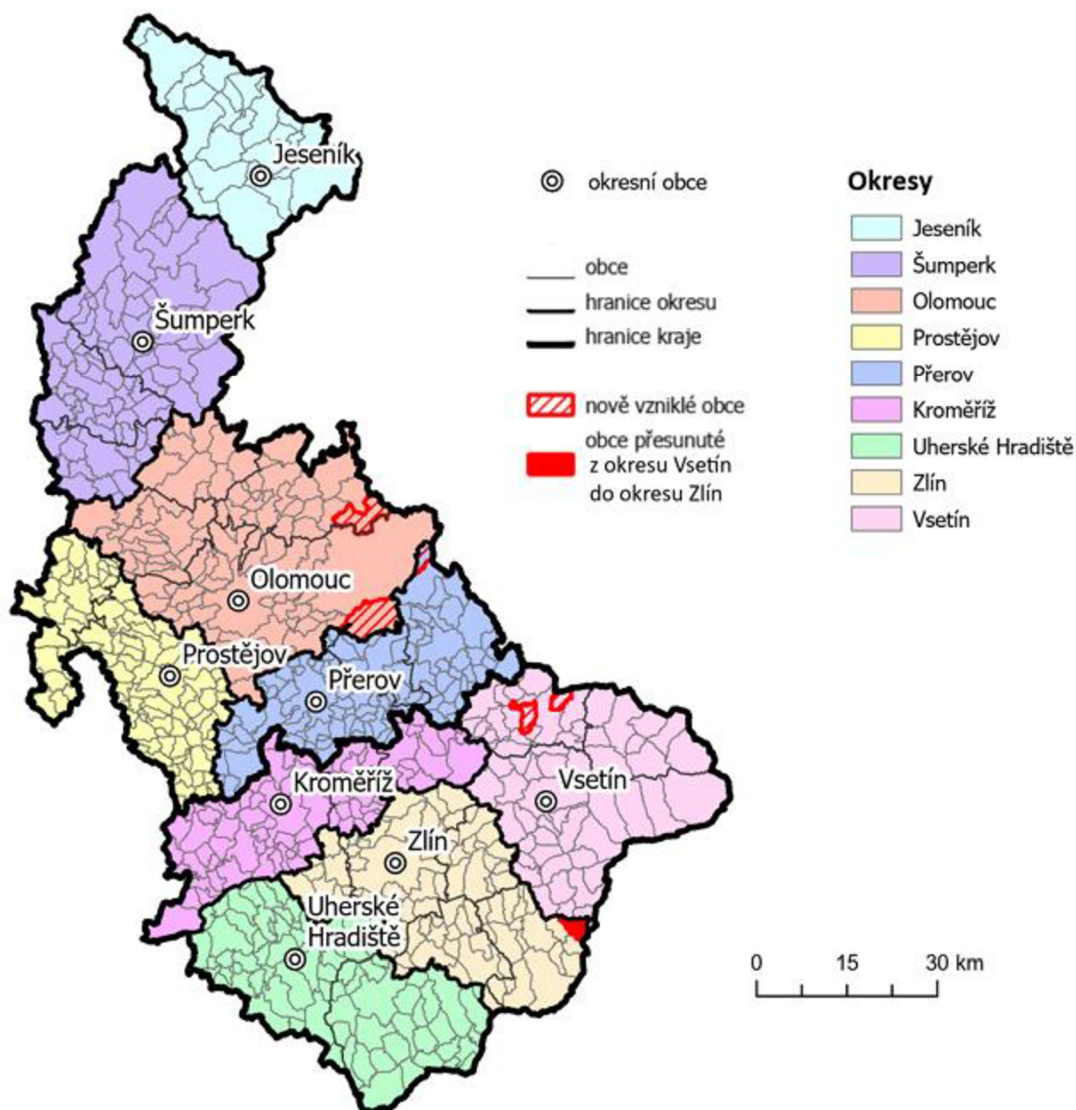 Jeseník
Šumperk
Olomouc
Prostějov
Přerov
Kroměříž
Vsetín
Zlín
Uherské
Hradiště
okresní obce
obce
hranice okresu
hranice kraje
nově vzniklé obce
obce přesunuté
z okresu Vsetín
do okresu Zlín
Okresy
Jeseník
Šumperk
Olomouc
Prostějov
Přerov
Kroměříž
Uherské Hradiště
Zlín
Vsetín
0 15 30 km